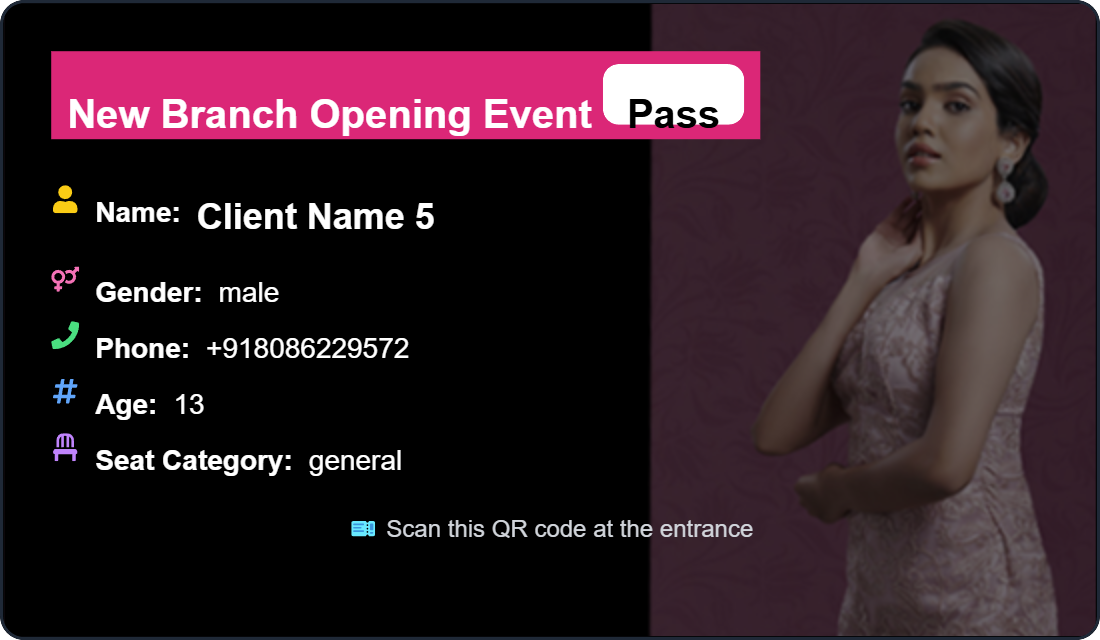 New Branch Opening Event Pass
Name: Client Name 5
Gender: male
Phone: +918086229572
Age: 13
Seat Category: general
Scan this QR code at the entrance